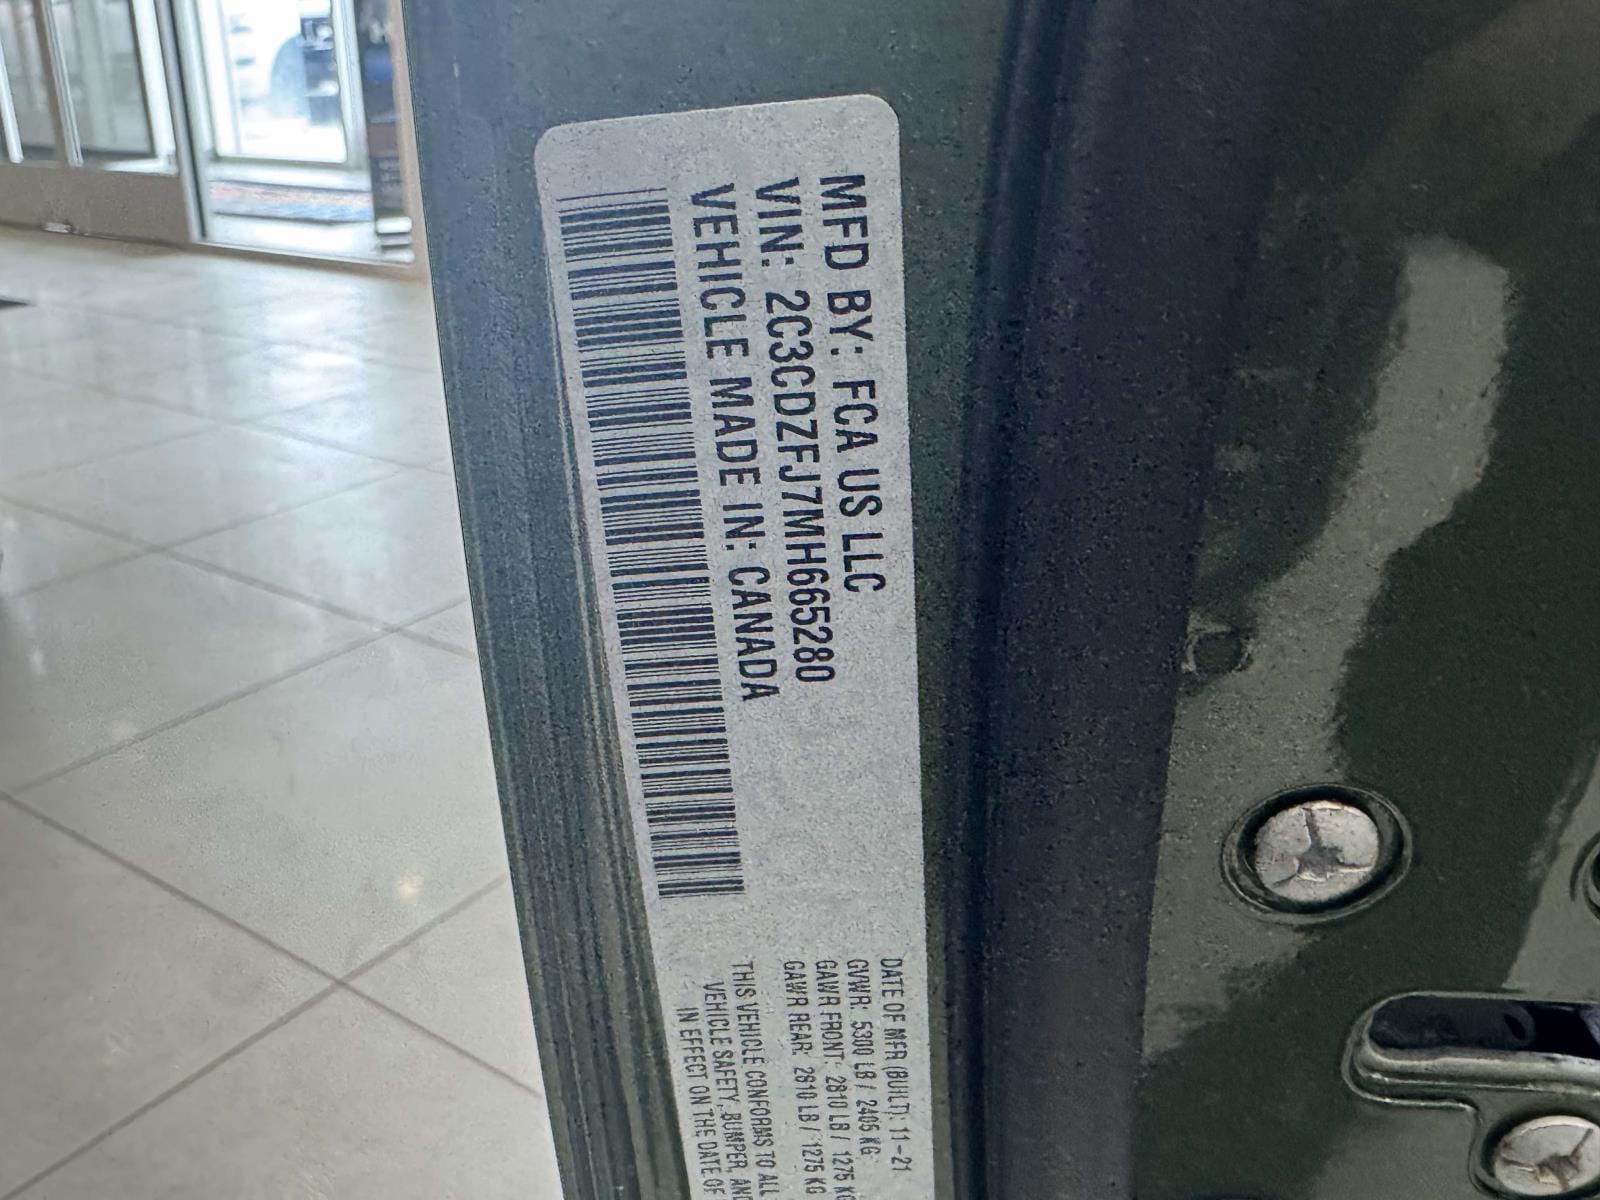 MFD BY: FCA US LLC
VIN: 2C3CDZFJ7MH665280
VEHICLE MADE IN: CANADA
DATE OF MFR (BUILT): 11-21
GVWR: 5300 LB / 2405 KG
GAWR FRONT: 2810 LB / 1275 KG
GAWR REAR: 2810 LB / 1275 KG
THIS VEHICLE CONFORMS TO ALL
VEHICLE SAFETY, BUMPER, AND
IN EFFECT ON THE DATE OF